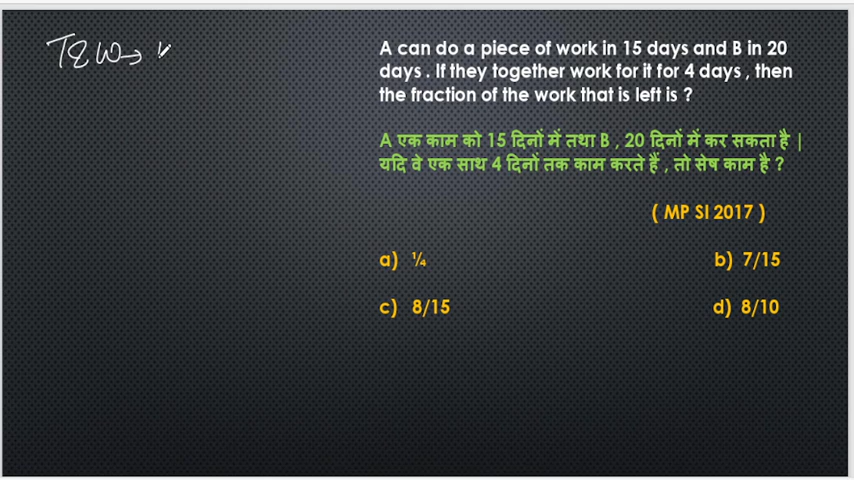 A can do a piece of work in 15 days and B in 20
days . If they together work for it for 4 days , then
the fraction of the work that is left is ?
A एक काम को 15 दिनों में तथा B , 20 दिनों में कर सकता है |
यदि वे एक साथ 4 दिनों तक काम करते हैं , तो सेष काम है ?
( MP SI 2017 )
a) ¼ b) 7/15
c) 8/15 d) 8/10